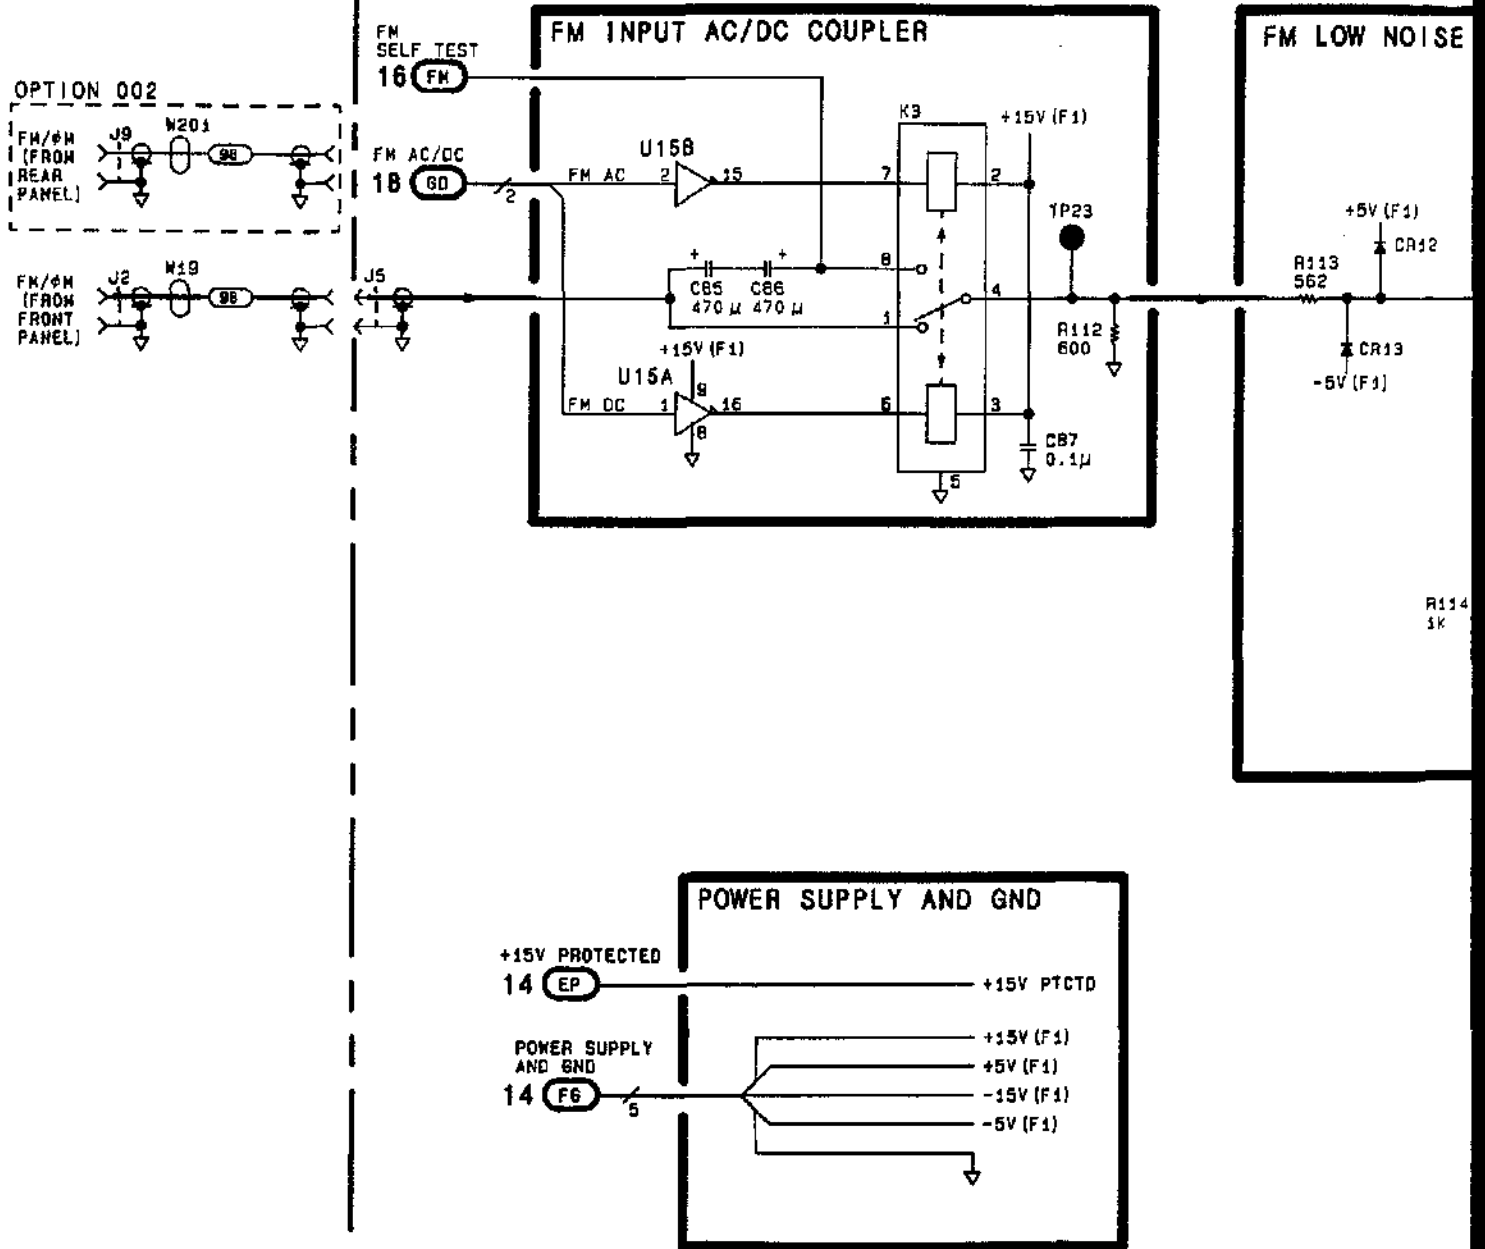 FM INPUT AC/DC COUPLER
FM LOW NOISE
FM
SELF TEST
16 FM
OPTION 002
FM/ΦM
(FROM
REAR
PANEL)
J9
W201
98
FM AC/DC
18 GD
2
FM AC
2
U15B
15
K3
7
2
+15V (F1)
TP23
+5V (F1)
CR12
R113
562
CR13
-5V (F1)
FM/ΦM
(FROM
FRONT
PANEL)
J2
W19
98
J5
+
+
C85
470 µ
C86
470 µ
8
1
4
R112
600
+15V (F1)
U15A
9
FM DC
1
16
8
6
3
C87
0.1µ
5
R114
1K
POWER SUPPLY AND GND
+15V PROTECTED
14 EP
+15V PTCTD
POWER SUPPLY
AND GND
14 FG
5
+15V (F1)
+5V (F1)
-15V (F1)
-5V (F1)